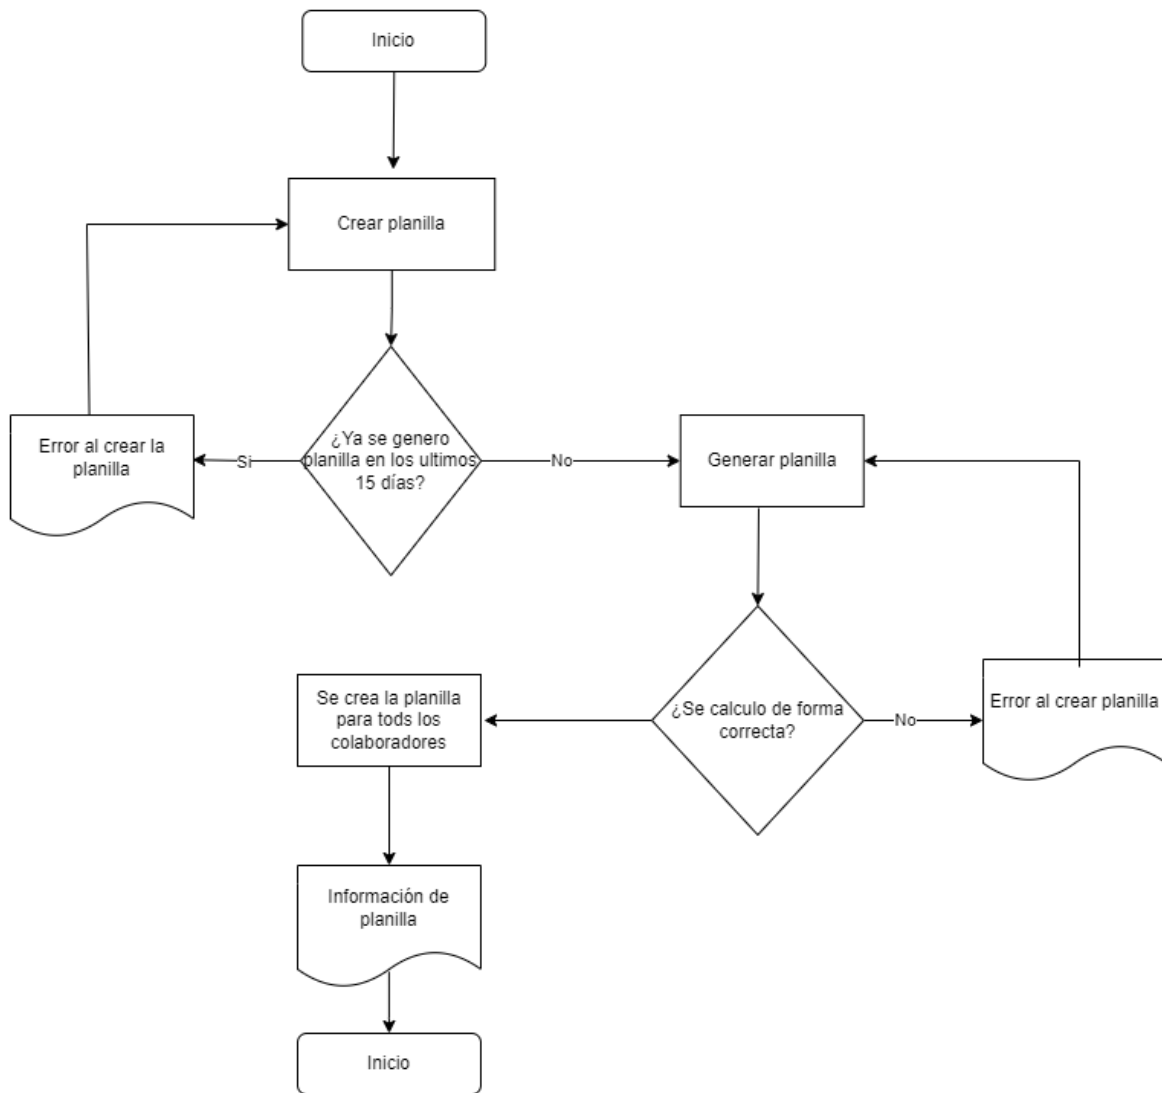 Inicio
Crear planilla
¿Ya se genero
planilla en los ultimos
15 días?
Si
Error al crear la
planilla
No
Generar planilla
¿Se calculo de forma
correcta?
No
Error al crear planilla
Se crea la planilla
para tods los
colaboradores
Información de
planilla
Inicio